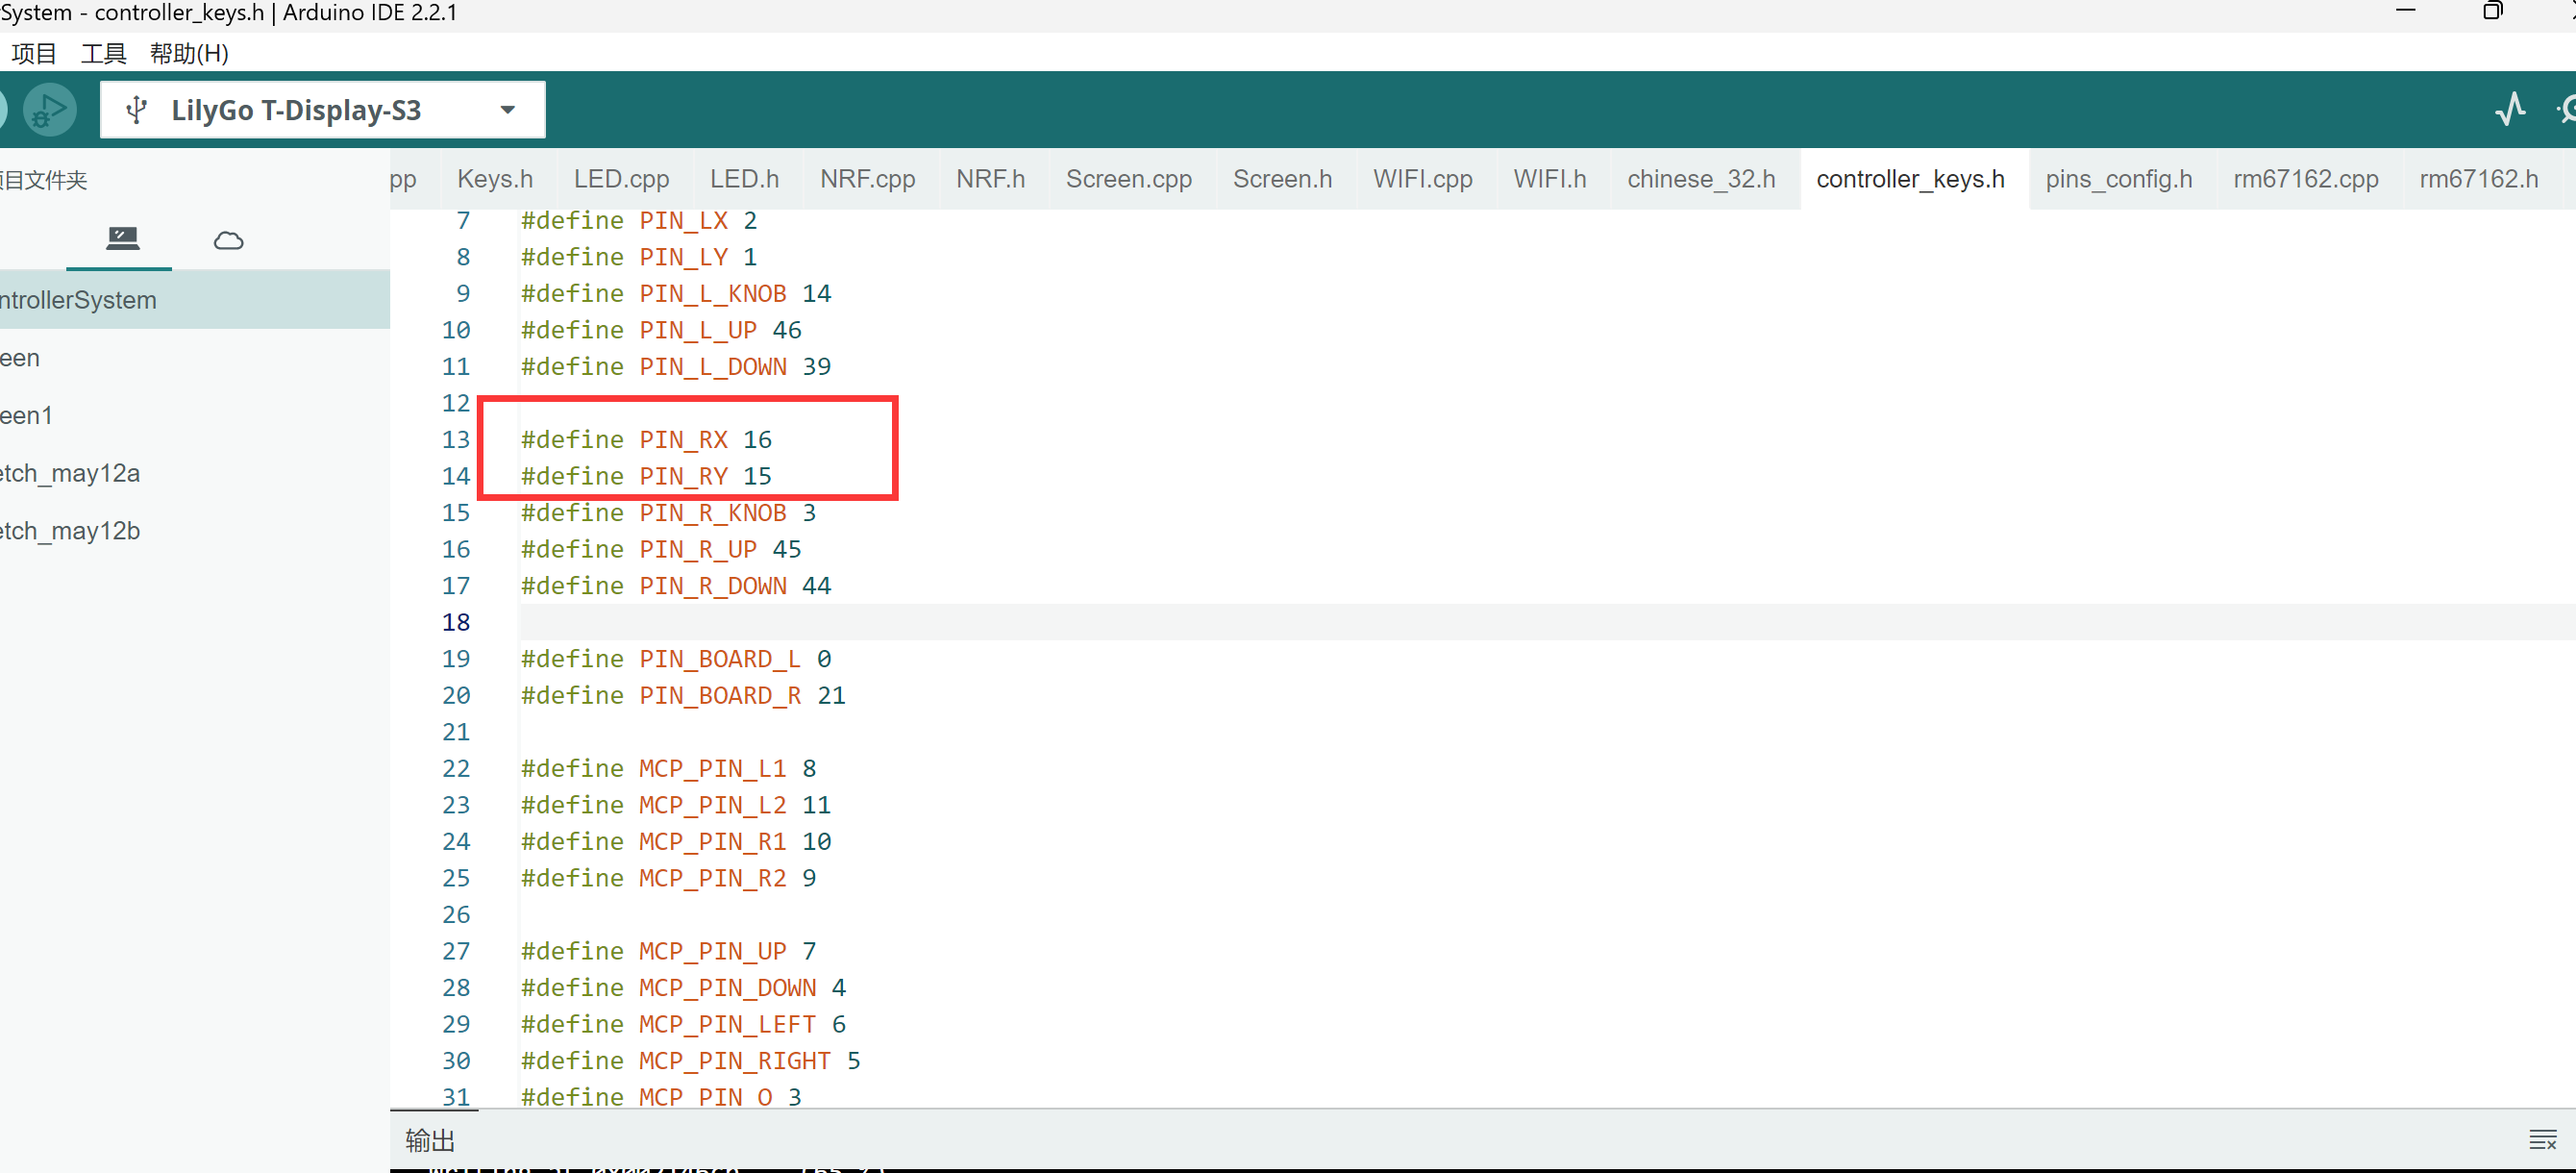 System - controller_keys.h | Arduino IDE 2.2.1
项目 工具 帮助(H)
LilyGo T-Display-S3
目文件夹
pp Keys.h LED.cpp LED.h NRF.cpp NRF.h Screen.cpp Screen.h WIFI.cpp WIFI.h chinese_32.h controller_keys.h pins_config.h rm67162.cpp rm67162.h
ntrollerSystem
een
een1
etch_may12a
etch_may12b
7 #define PIN_LX 2
8 #define PIN_LY 1
9 #define PIN_L_KNOB 14
10 #define PIN_L_UP 46
11 #define PIN_L_DOWN 39
12
13 #define PIN_RX 16
14 #define PIN_RY 15
15 #define PIN_R_KNOB 3
16 #define PIN_R_UP 45
17 #define PIN_R_DOWN 44
18
19 #define PIN_BOARD_L 0
20 #define PIN_BOARD_R 21
21
22 #define MCP_PIN_L1 8
23 #define MCP_PIN_L2 11
24 #define MCP_PIN_R1 10
25 #define MCP_PIN_R2 9
26
27 #define MCP_PIN_UP 7
28 #define MCP_PIN_DOWN 4
29 #define MCP_PIN_LEFT 6
30 #define MCP_PIN_RIGHT 5
31 #define MCP_PIN_O 3
输出